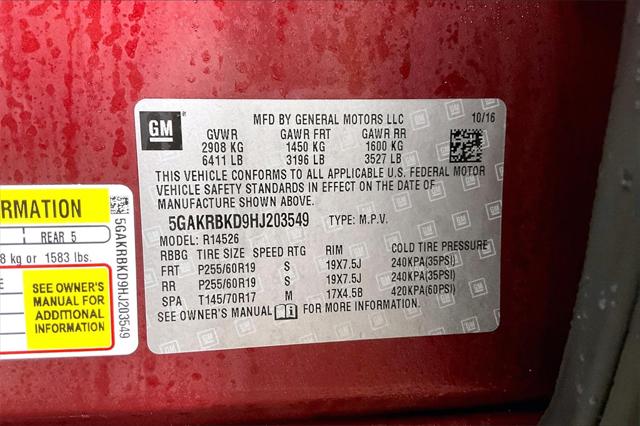 GM
MFD BY GENERAL MOTORS LLC 10/16
GVWR GAWR FRT GAWR RR
2908 KG 1450 KG 1600 KG
6411 LB 3196 LB 3527 LB
THIS VEHICLE CONFORMS TO ALL APPLICABLE U.S. FEDERAL MOTOR
VEHICLE SAFETY STANDARDS IN EFFECT ON THE DATE OF
MANUFACTURE SHOWN ABOVE.
5GAKRBKD9HJ203549 TYPE: M.P.V.
MODEL: R14526
RBBG TIRE SIZE SPEED RTG RIM COLD TIRE PRESSURE
FRT P255/60R19 S 19X7.5J 240KPA(35PSI)
RR P255/60R19 S 19X7.5J 240KPA(35PSI)
SPA T145/70R17 M 17X4.5B 420KPA(60PSI)
SEE OWNER'S MANUAL i FOR MORE INFORMATION
RMATION
REAR 5
8 kg or 1583 lbs.
SEE OWNER'S
MANUAL FOR
ADDITIONAL
INFORMATION
5GAKRBKD9HJ203549